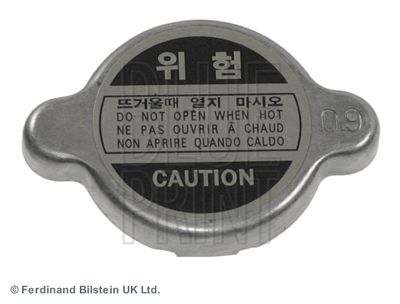 위 험
뜨거울때 열지 마시오
DO NOT OPEN WHEN HOT
NE PAS OUVRIR À CHAUD
NON APRIRE QUANDO CALDO
CAUTION
0.9
BLUE
PRINT
© Ferdinand Bilstein UK Ltd.